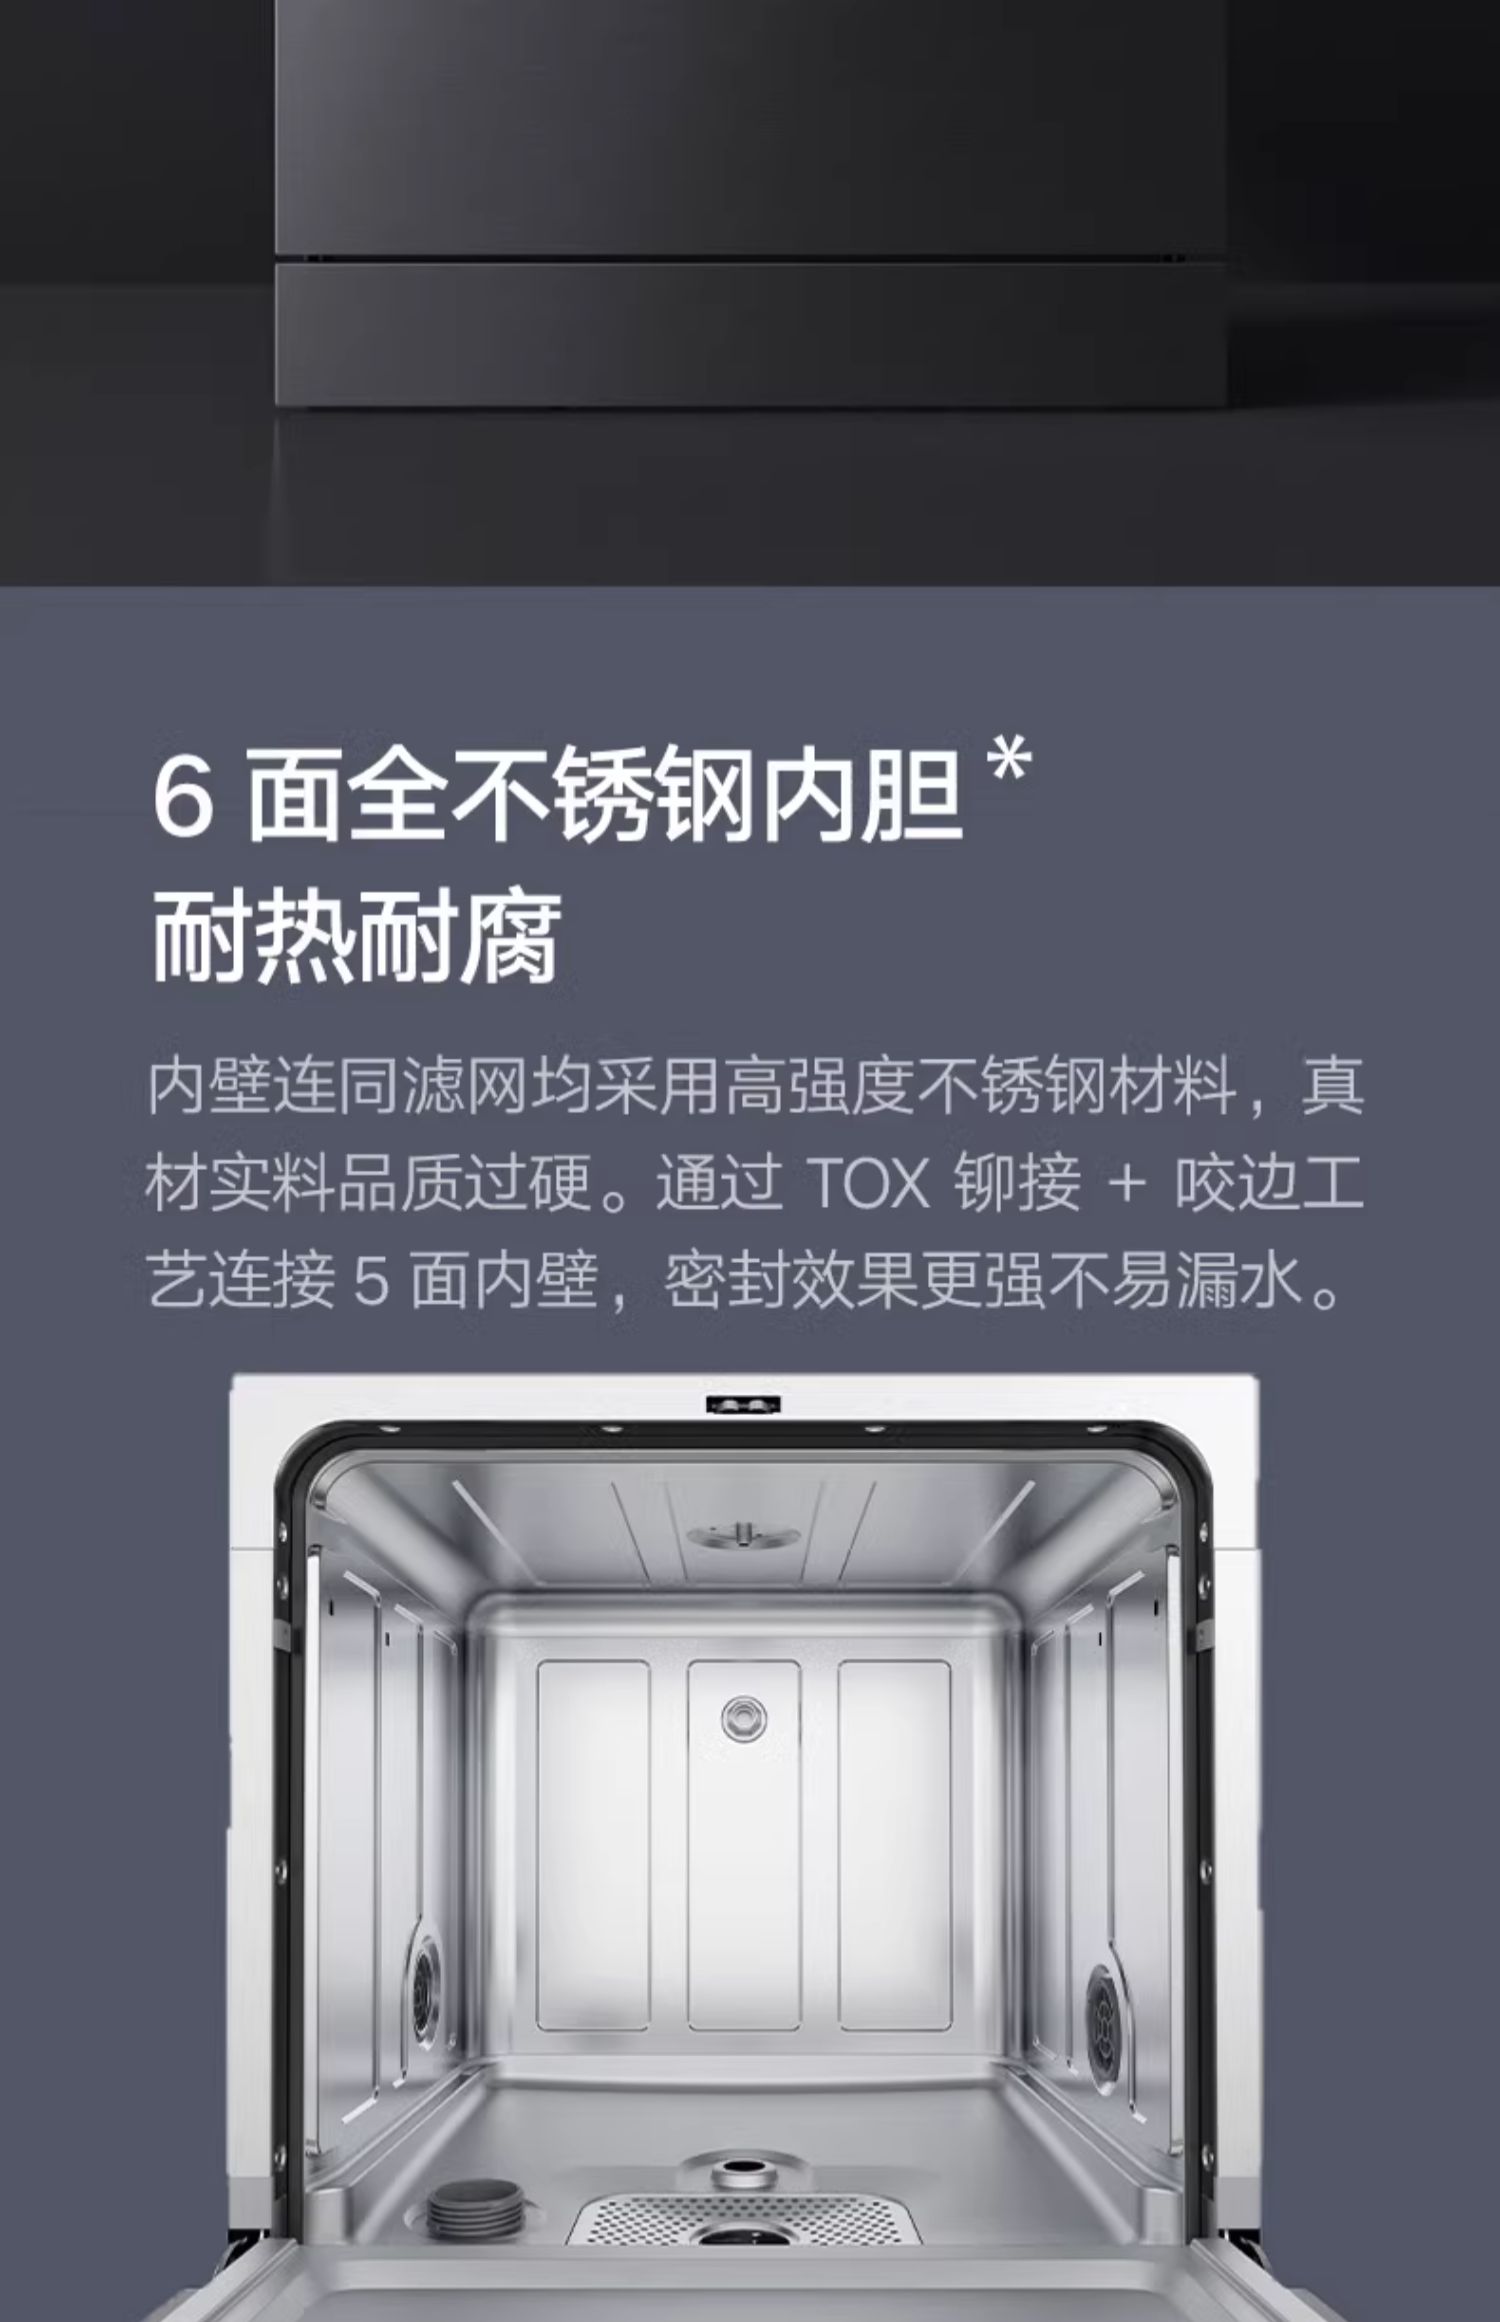 6 面全不锈钢内胆*
耐热耐腐
内壁连同滤网均采用高强度不锈钢材料，真
材实料品质过硬。通过 TOX 铆接 + 咬边工
艺连接 5 面内壁，密封效果更强不易漏水。